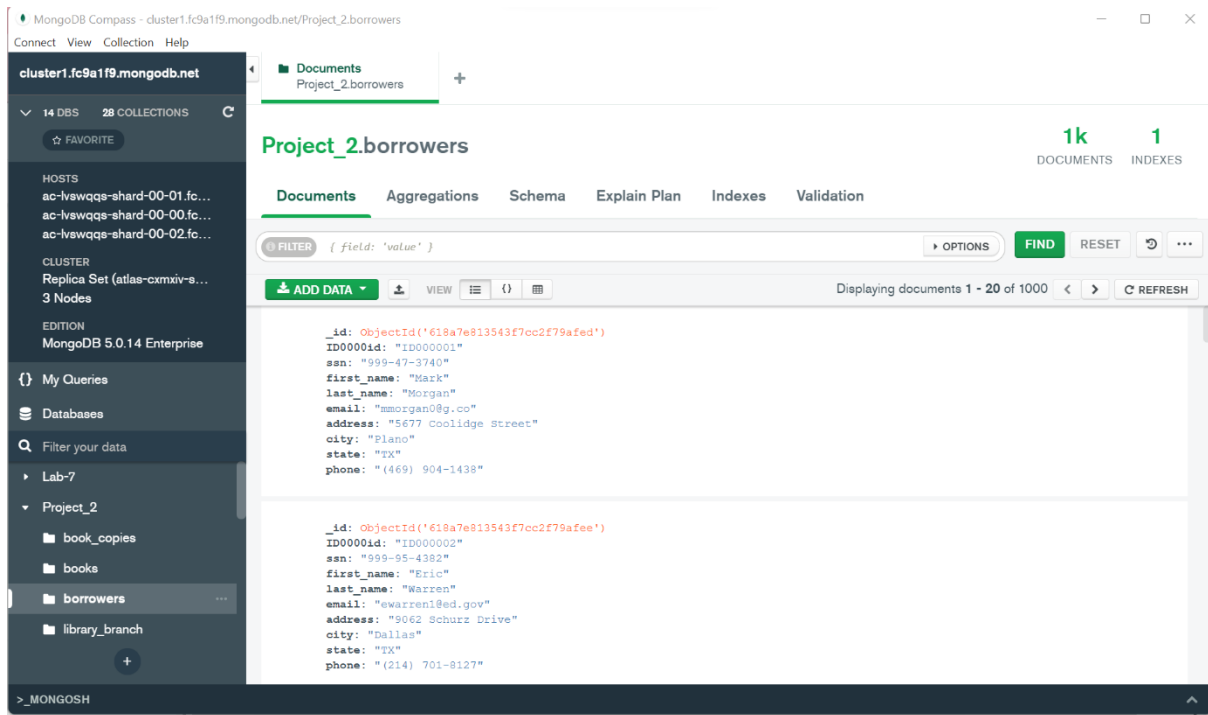 MongoDB Compass - cluster1.fc9a1f9.mongodb.net/Project_2.borrowers
Connect View Collection Help
cluster1.fc9a1f9.mongodb.net
14 DBS 28 COLLECTIONS
FAVORITE
HOSTS
ac-lvswqqs-shard-00-01.fc...
ac-lvswqqs-shard-00-00.fc...
ac-lvswqqs-shard-00-02.fc...
CLUSTER
Replica Set (atlas-cxmxiv-s...
3 Nodes
EDITION
MongoDB 5.0.14 Enterprise
{} My Queries
Databases
Filter your data
Lab-7
Project_2
book_copies
books
borrowers ...
library_branch
+
Documents
Project_2.borrowers
+
Project_2.borrowers
1k
DOCUMENTS
1
INDEXES
Documents Aggregations Schema Explain Plan Indexes Validation
FILTER { field: 'value' } OPTIONS FIND RESET ...
ADD DATA VIEW {} Displaying documents 1 - 20 of 1000 < > REFRESH
_id: ObjectId('618a7e813543f7cc2f79afed')
ID0000id: "ID000001"
ssn: "999-47-3740"
first_name: "Mark"
last_name: "Morgan"
email: "mmorgan0@g.co"
address: "5677 Coolidge Street"
city: "Plano"
state: "TX"
phone: "(469) 904-1438"
_id: ObjectId('618a7e813543f7cc2f79afee')
ID0000id: "ID000002"
ssn: "999-95-4382"
first_name: "Eric"
last_name: "Warren"
email: "ewarren1@ed.gov"
address: "9062 Schurz Drive"
city: "Dallas"
state: "TX"
phone: "(214) 701-8127"
>_MONGOSH